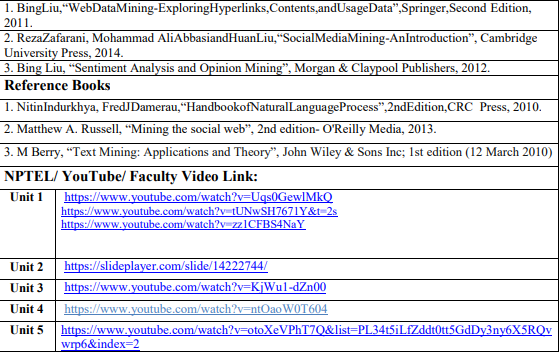 1. BingLiu,“WebDataMining-ExploringHyperlinks,Contents,andUsageData”,Springer,Second Edition,
2011.
2. RezaZafarani, Mohammad AliAbbasiandHuanLiu,“SocialMediaMining-AnIntroduction”, Cambridge
University Press, 2014.
3. Bing Liu, “Sentiment Analysis and Opinion Mining”, Morgan & Claypool Publishers, 2012.
Reference Books
1. NitinIndurkhya, FredJDamerau,“HandbookofNaturalLanguageProcess”,2ndEdition,CRC Press, 2010.
2. Matthew A. Russell, “Mining the social web”, 2nd edition- O'Reilly Media, 2013.
3. M Berry, “Text Mining: Applications and Theory”, John Wiley & Sons Inc; 1st edition (12 March 2010)
NPTEL/ YouTube/ Faculty Video Link:
Unit 1 https://www.youtube.com/watch?v=Uqs0GewlMkQ
https://www.youtube.com/watch?v=tUNwSH7671Y&t=2s
https://www.youtube.com/watch?v=zz1CFBS4NaY
Unit 2 https://slideplayer.com/slide/14222744/
Unit 3 https://www.youtube.com/watch?v=KjWu1-dZn00
Unit 4 https://www.youtube.com/watch?v=ntOaoW0T604
Unit 5 https://www.youtube.com/watch?v=otoXeVPhT7Q&list=PL34t5iLfZddt0tt5GdDy3ny6X5RQv
wrp6&index=2